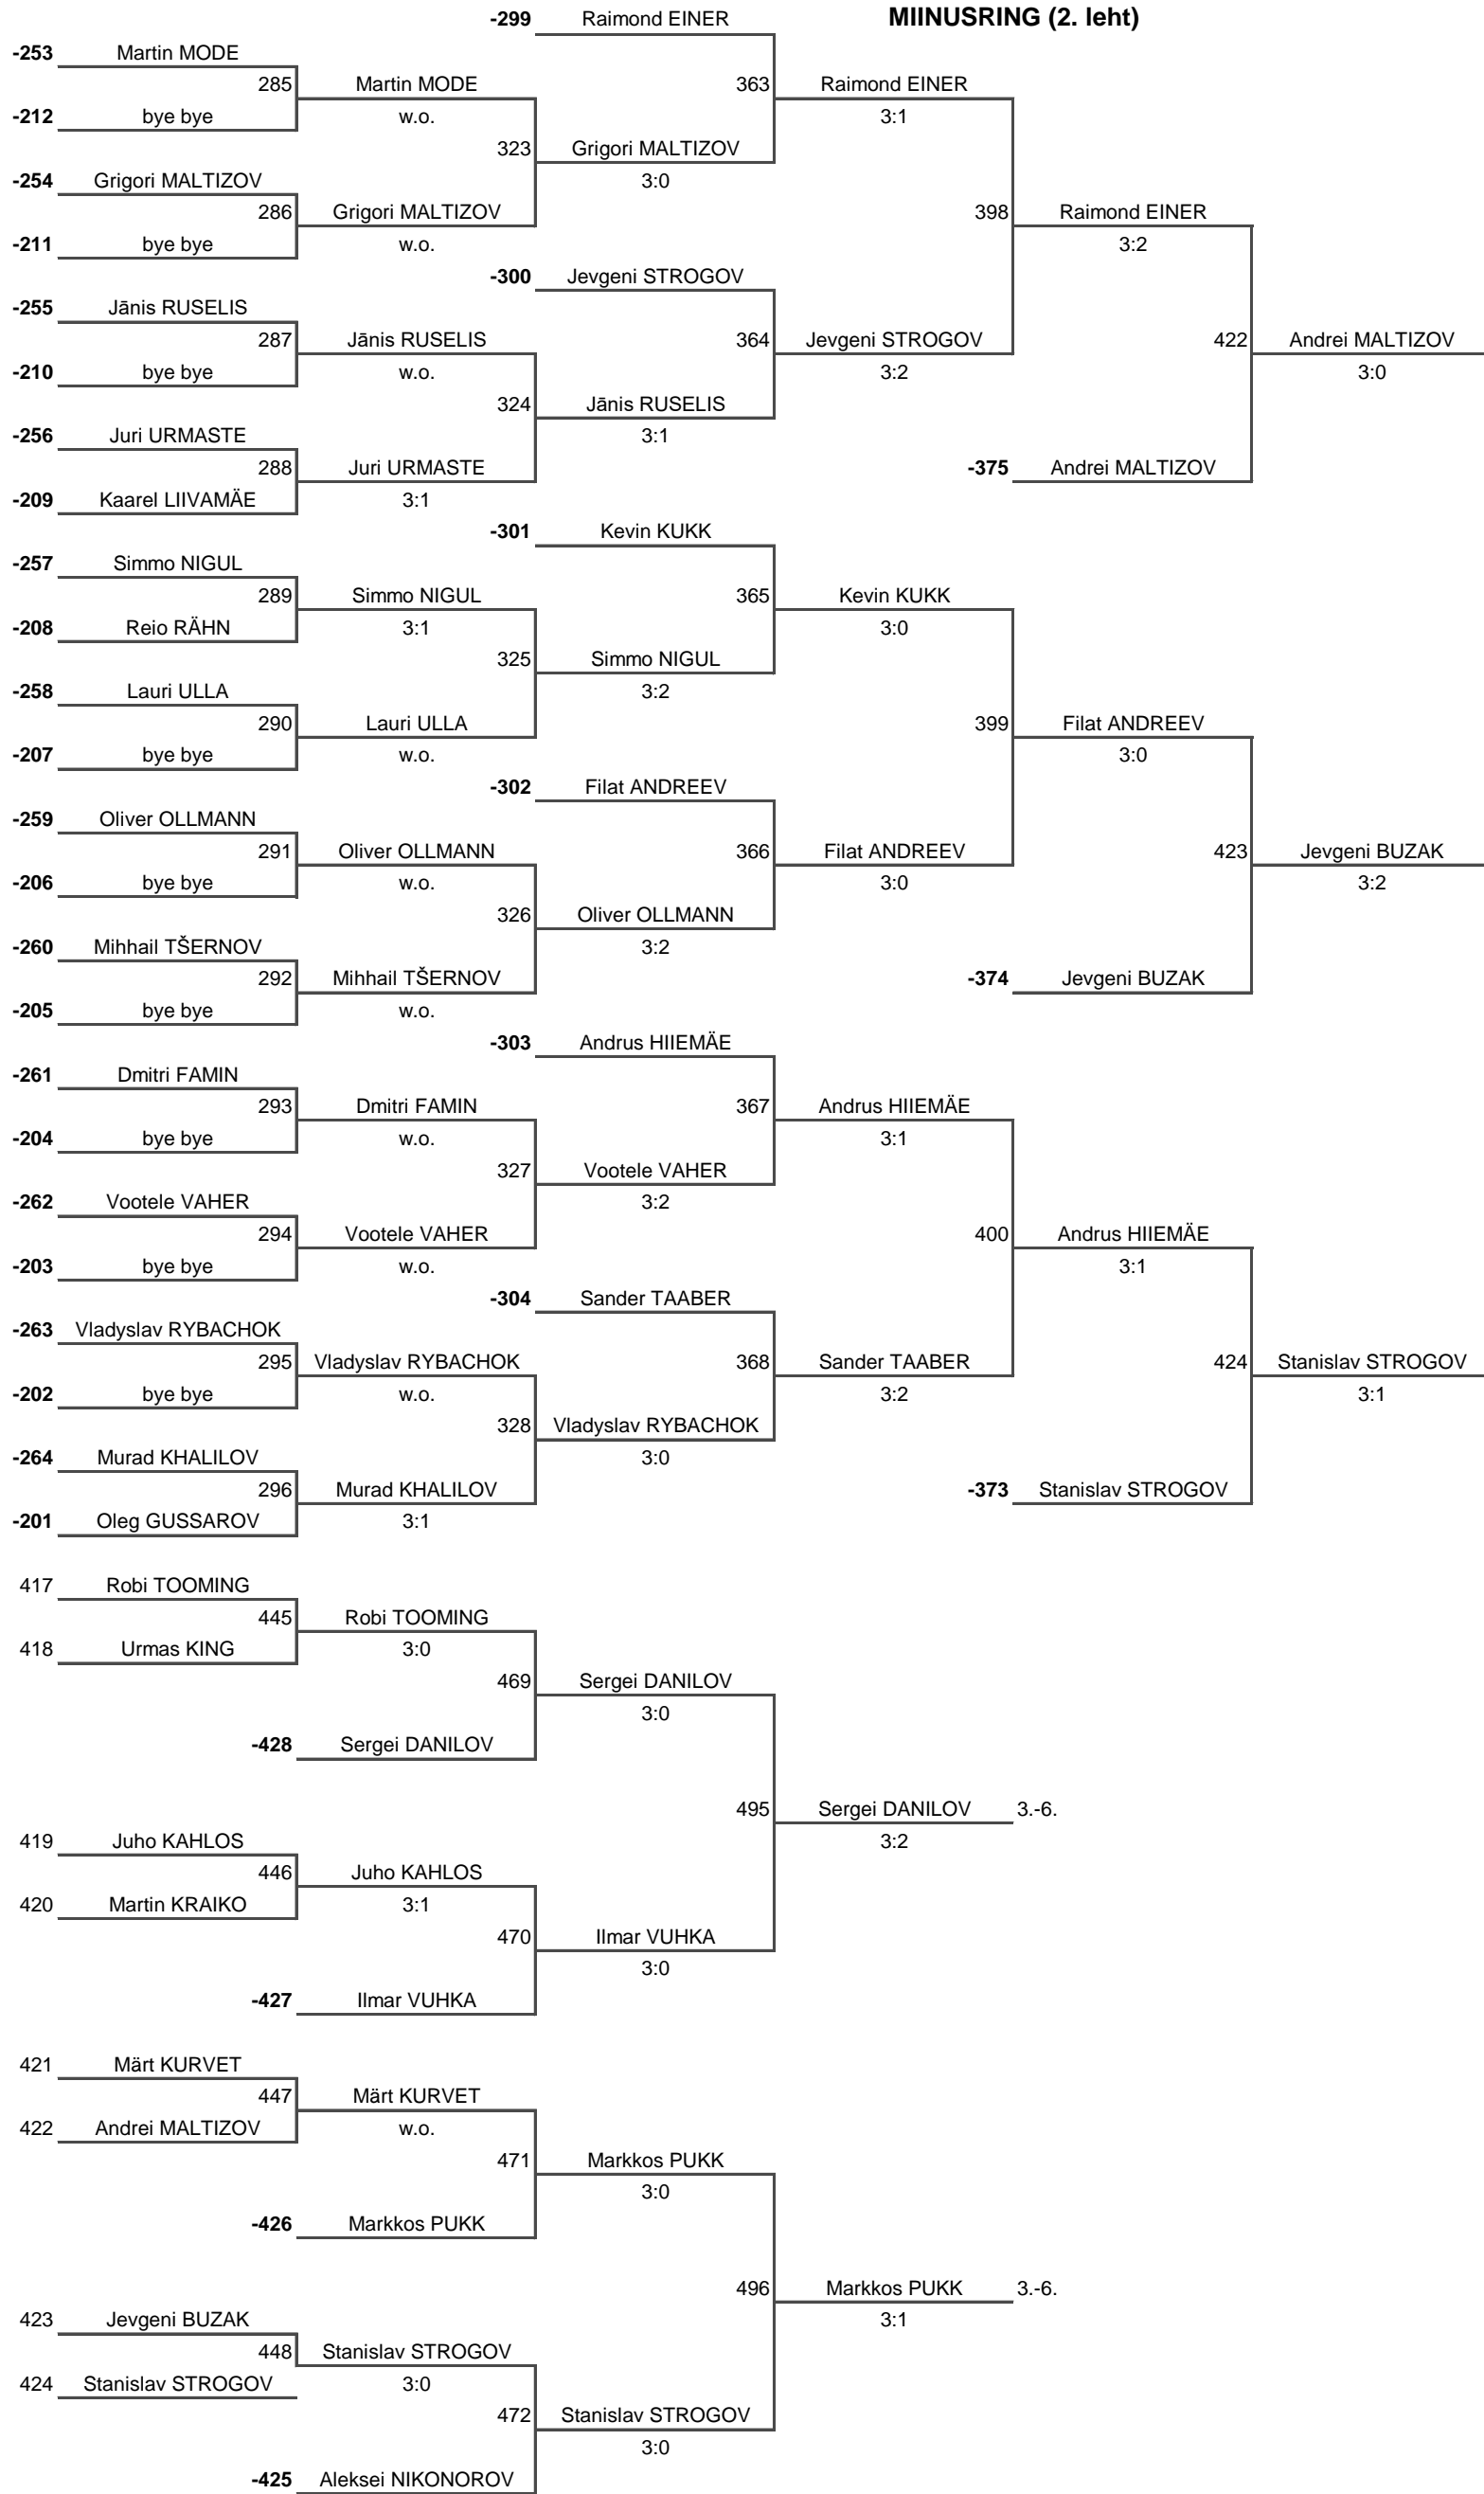 -299 Raimond EINER MIINUSRING (2. leht)
-253 Martin MODE
285 Martin MODE 363 Raimond EINER
-212 bye bye w.o. 3:1
323 Grigori MALTIZOV
-254 Grigori MALTIZOV 3:0
286 Grigori MALTIZOV 398 Raimond EINER
-211 bye bye w.o. 3:2
-300 Jevgeni STROGOV
-255 Jānis RUSELIS
287 Jānis RUSELIS 364 Jevgeni STROGOV 422 Andrei MALTIZOV
-210 bye bye w.o. 3:2 3:0
324 Jānis RUSELIS
-256 Juri URMASTE 3:1
288 Juri URMASTE -375 Andrei MALTIZOV
-209 Kaarel LIIVAMÄE 3:1
-301 Kevin KUKK
-257 Simmo NIGUL
289 Simmo NIGUL 365 Kevin KUKK
-208 Reio RÄHN 3:1 3:0
325 Simmo NIGUL
-258 Lauri ULLA 3:2
290 Lauri ULLA 399 Filat ANDREEV
-207 bye bye w.o. 3:0
-302 Filat ANDREEV
-259 Oliver OLLMANN
291 Oliver OLLMANN 366 Filat ANDREEV 423 Jevgeni BUZAK
-206 bye bye w.o. 3:0 3:2
326 Oliver OLLMANN
-260 Mihhail TŠERNOV 3:2
292 Mihhail TŠERNOV -374 Jevgeni BUZAK
-205 bye bye w.o.
-303 Andrus HIIEMÄE
-261 Dmitri FAMIN
293 Dmitri FAMIN 367 Andrus HIIEMÄE
-204 bye bye w.o. 3:1
327 Vootele VAHER
-262 Vootele VAHER 3:2
294 Vootele VAHER 400 Andrus HIIEMÄE
-203 bye bye w.o. 3:1
-304 Sander TAABER
-263 Vladyslav RYBACHOK
295 Vladyslav RYBACHOK 368 Sander TAABER 424 Stanislav STROGOV
-202 bye bye w.o. 3:2 3:1
328 Vladyslav RYBACHOK
-264 Murad KHALILOV 3:0
296 Murad KHALILOV -373 Stanislav STROGOV
-201 Oleg GUSSAROV 3:1
417 Robi TOOMING
445 Robi TOOMING
418 Urmas KING 3:0
469 Sergei DANILOV
3:0
-428 Sergei DANILOV
495 Sergei DANILOV 3.-6.
419 Juho KAHLOS 3:2
446 Juho KAHLOS
420 Martin KRAIKO 3:1
470 Ilmar VUHKA
3:0
-427 Ilmar VUHKA
421 Märt KURVET
447 Märt KURVET
422 Andrei MALTIZOV w.o.
471 Markkos PUKK
3:0
-426 Markkos PUKK
496 Markkos PUKK 3.-6.
423 Jevgeni BUZAK 3:1
448 Stanislav STROGOV
424 Stanislav STROGOV 3:0
472 Stanislav STROGOV
3:0
-425 Aleksei NIKONOROV